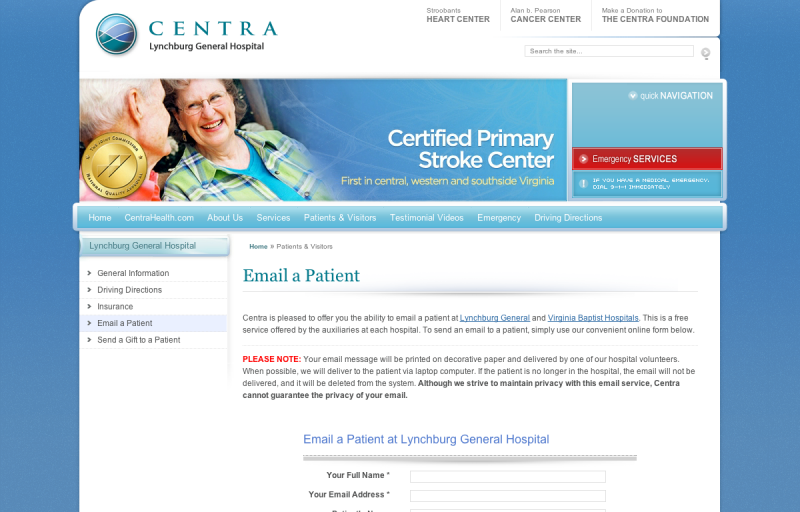 CENTRA
Lynchburg General Hospital
Stroobants
HEART CENTER
Alan b. Pearson
CANCER CENTER
Make a Donation to
THE CENTRA FOUNDATION
Search the site...
THE JOINT COMMISSION
NATIONAL QUALITY APPROVAL
Certified Primary
Stroke Center
First in central, western and southside Virginia
quick NAVIGATION
Emergency SERVICES
IF YOU HAVE A MEDICAL EMERGENCY:
DIAL 9-1-1 IMMEDIATELY
Home CentraHealth.com About Us Services Patients & Visitors Testimonial Videos Emergency Driving Directions
Lynchburg General Hospital
General Information
Driving Directions
Insurance
Email a Patient
Send a Gift to a Patient
Home » Patients & Visitors
Email a Patient
Centra is pleased to offer you the ability to email a patient at Lynchburg General and Virginia Baptist Hospitals. This is a free
service offered by the auxiliaries at each hospital. To send an email to a patient, simply use our convenient online form below.
PLEASE NOTE: Your email message will be printed on decorative paper and delivered by one of our hospital volunteers.
When possible, we will deliver to the patient via laptop computer. If the patient is no longer in the hospital, the email will not be
delivered, and it will be deleted from the system. Although we strive to maintain privacy with this email service, Centra
cannot guarantee the privacy of your email.
Email a Patient at Lynchburg General Hospital
Your Full Name *
Your Email Address *